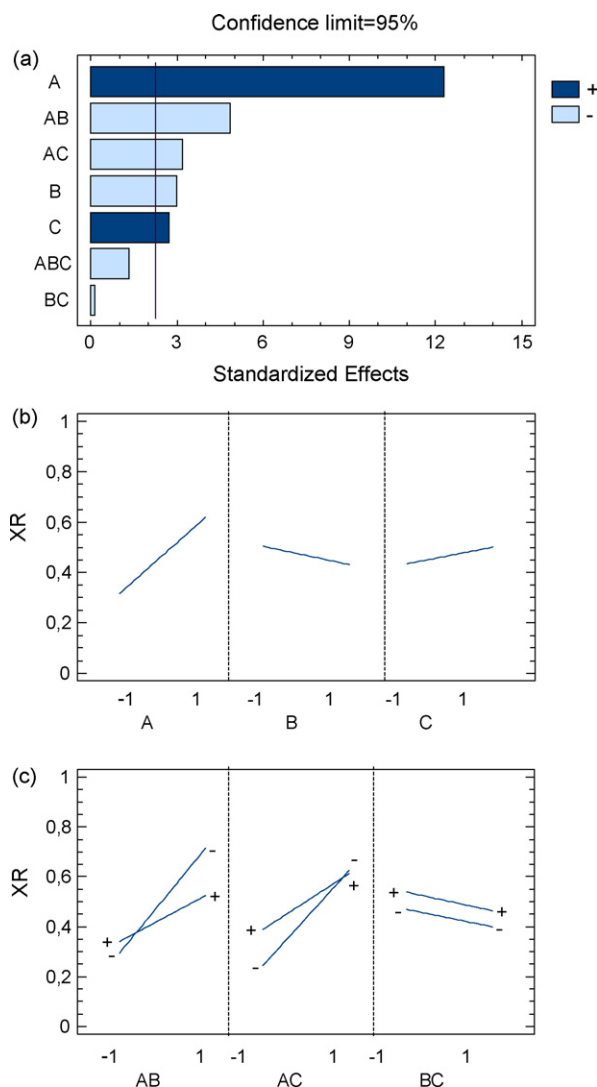 Confidence limit=95%
(a)
A
AB
AC
B
C
ABC
BC
+
-
0 3 6 9 12 15
Standardized Effects
(b)
XR
1
0,8
0,6
0,4
0,2
0
-1 1 -1 1 -1 1
A B C
(c)
XR
1
0,8
0,6
0,4
0,2
0
+ - - +
+ - - +
+ - + -
-1 1 -1 1 -1 1
AB AC BC